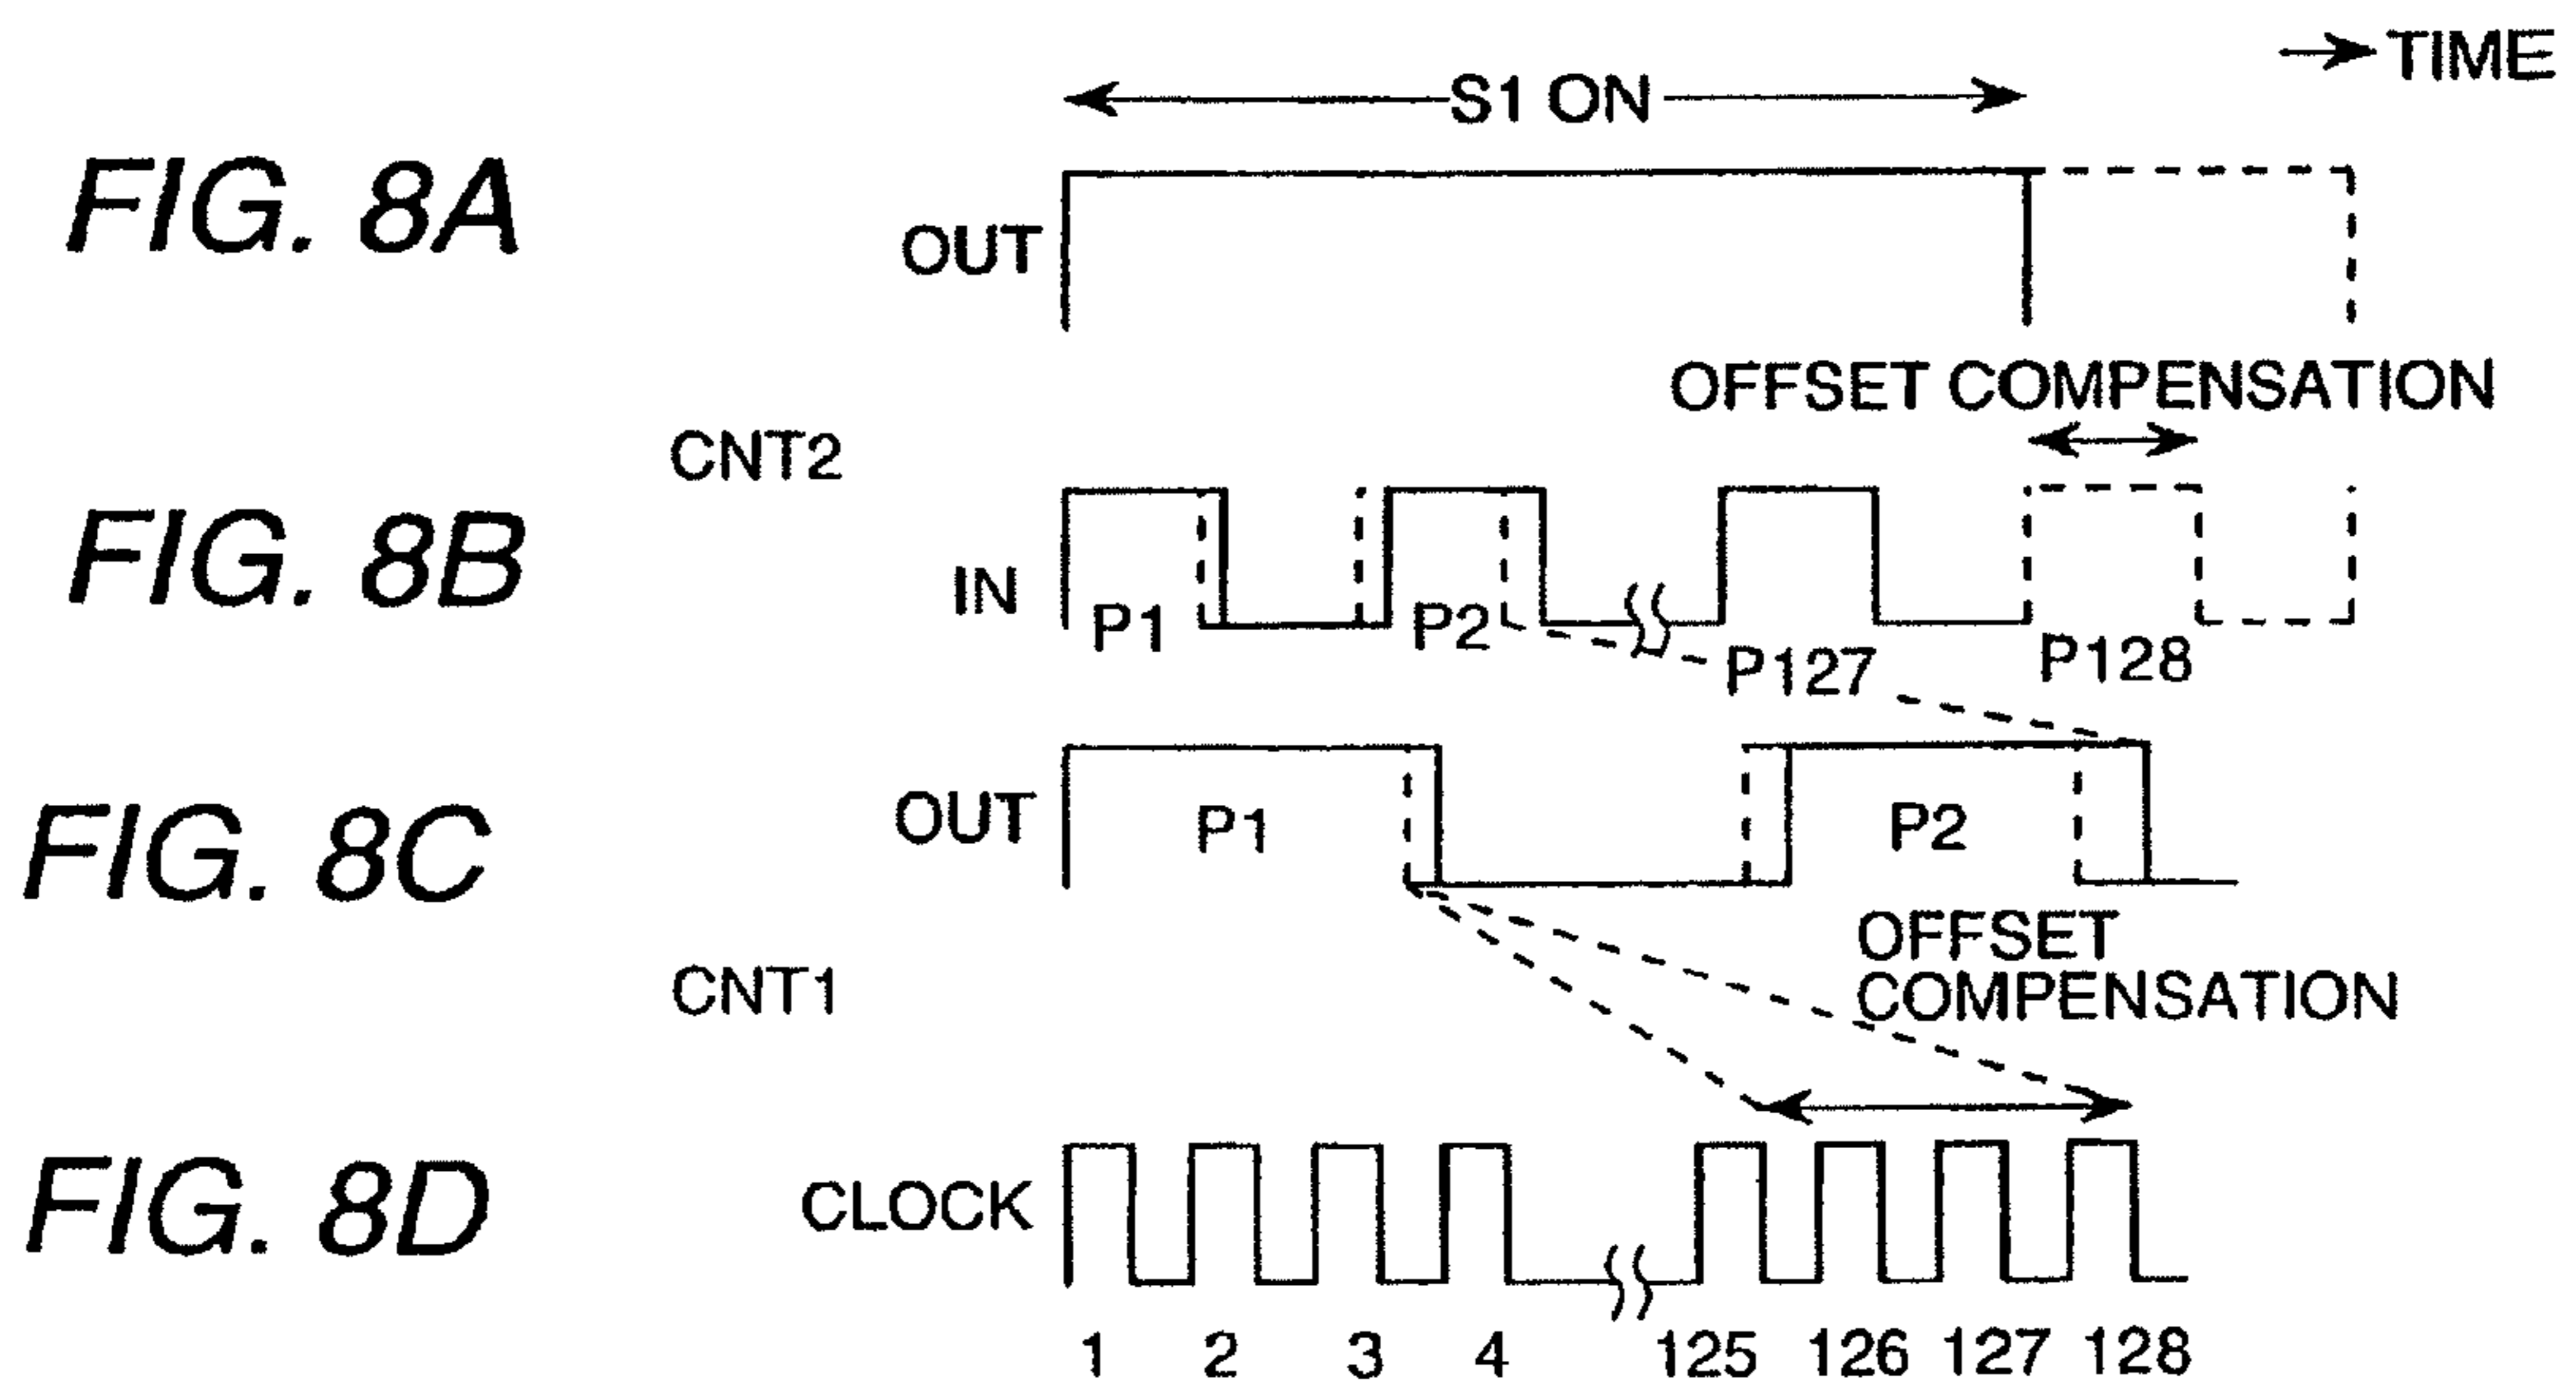 TIME
S1 ON
FIG. 8A
OUT
OFFSET COMPENSATION
CNT2
FIG. 8B
IN
P1
P2
P127
P128
FIG. 8C
OUT
P1
P2
OFFSET
COMPENSATION
CNT1
FIG. 8D
CLOCK
1 2 3 4 125 126 127 128